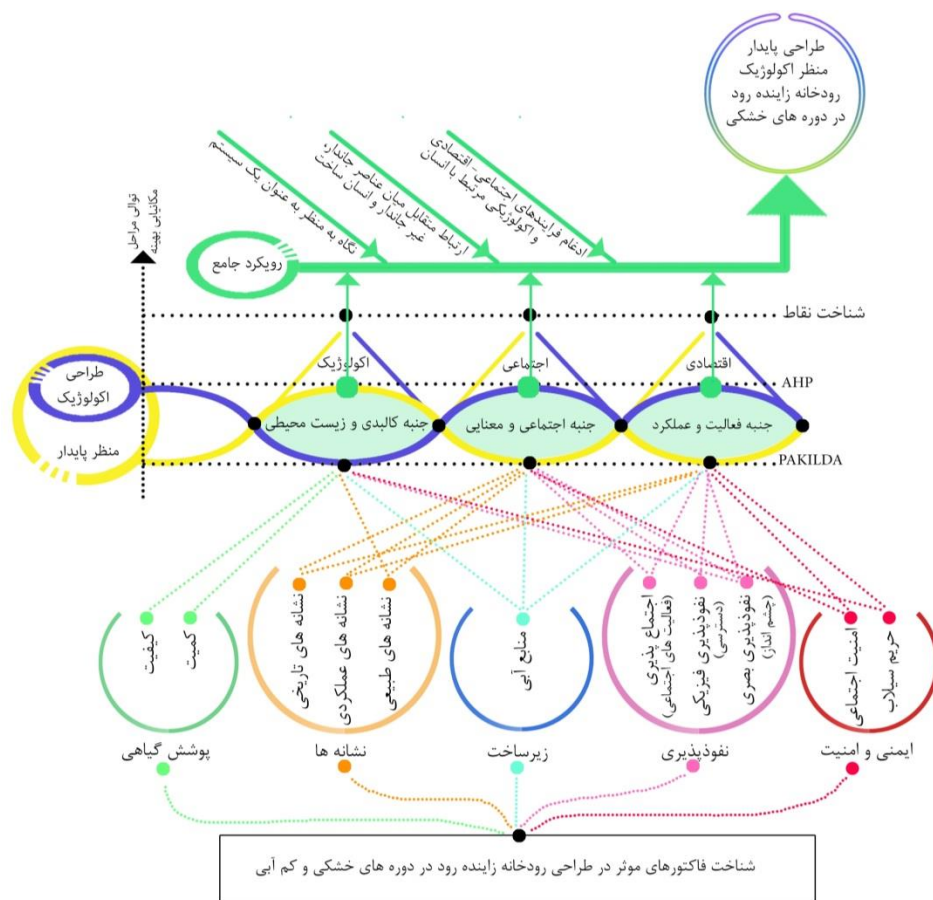 طراحی پایدار
منظر اکولوژیک
رودخانه زاینده رود
در دوره های خشکی
ادغام فرایندهای اجتماعی-اقتصادی
و اکولوژیکی مرتبط با انسان
ارتباط متقابل میان عناصر جاندار،
غیر جاندار و انسان ساخت
نگاه به منظر به عنوان یک سیستم
توالی مراحل
مکانیابی بهینه
رویکرد جامع
شناخت نقاط
اقتصادی
اجتماعی
اکولوژیک
AHP
طراحی
اکولوژیک
منظر پایدار
جنبه فعالیت و عملکرد
جنبه اجتماعی و معنایی
جنبه کالبدی و زیست محیطی
PAKILDA
حریم سیلاب
امنیت اجتماعی
ایمنی و امنیت
نفوذپذیری بصری
(چشم انداز)
نفوذپذیری فیزیکی
(دسترسی)
اجتماع پذیری
(فعالیت های اجتماعی)
نفوذپذیری
منابع آبی
زیرساخت
نشانه های طبیعی
نشانه های عملکردی
نشانه های تاریخی
نشانه ها
کمیت
کیفیت
پوشش گیاهی
شناخت فاکتورهای موثر در طراحی رودخانه زاینده رود در دوره های خشکی و کم آبی